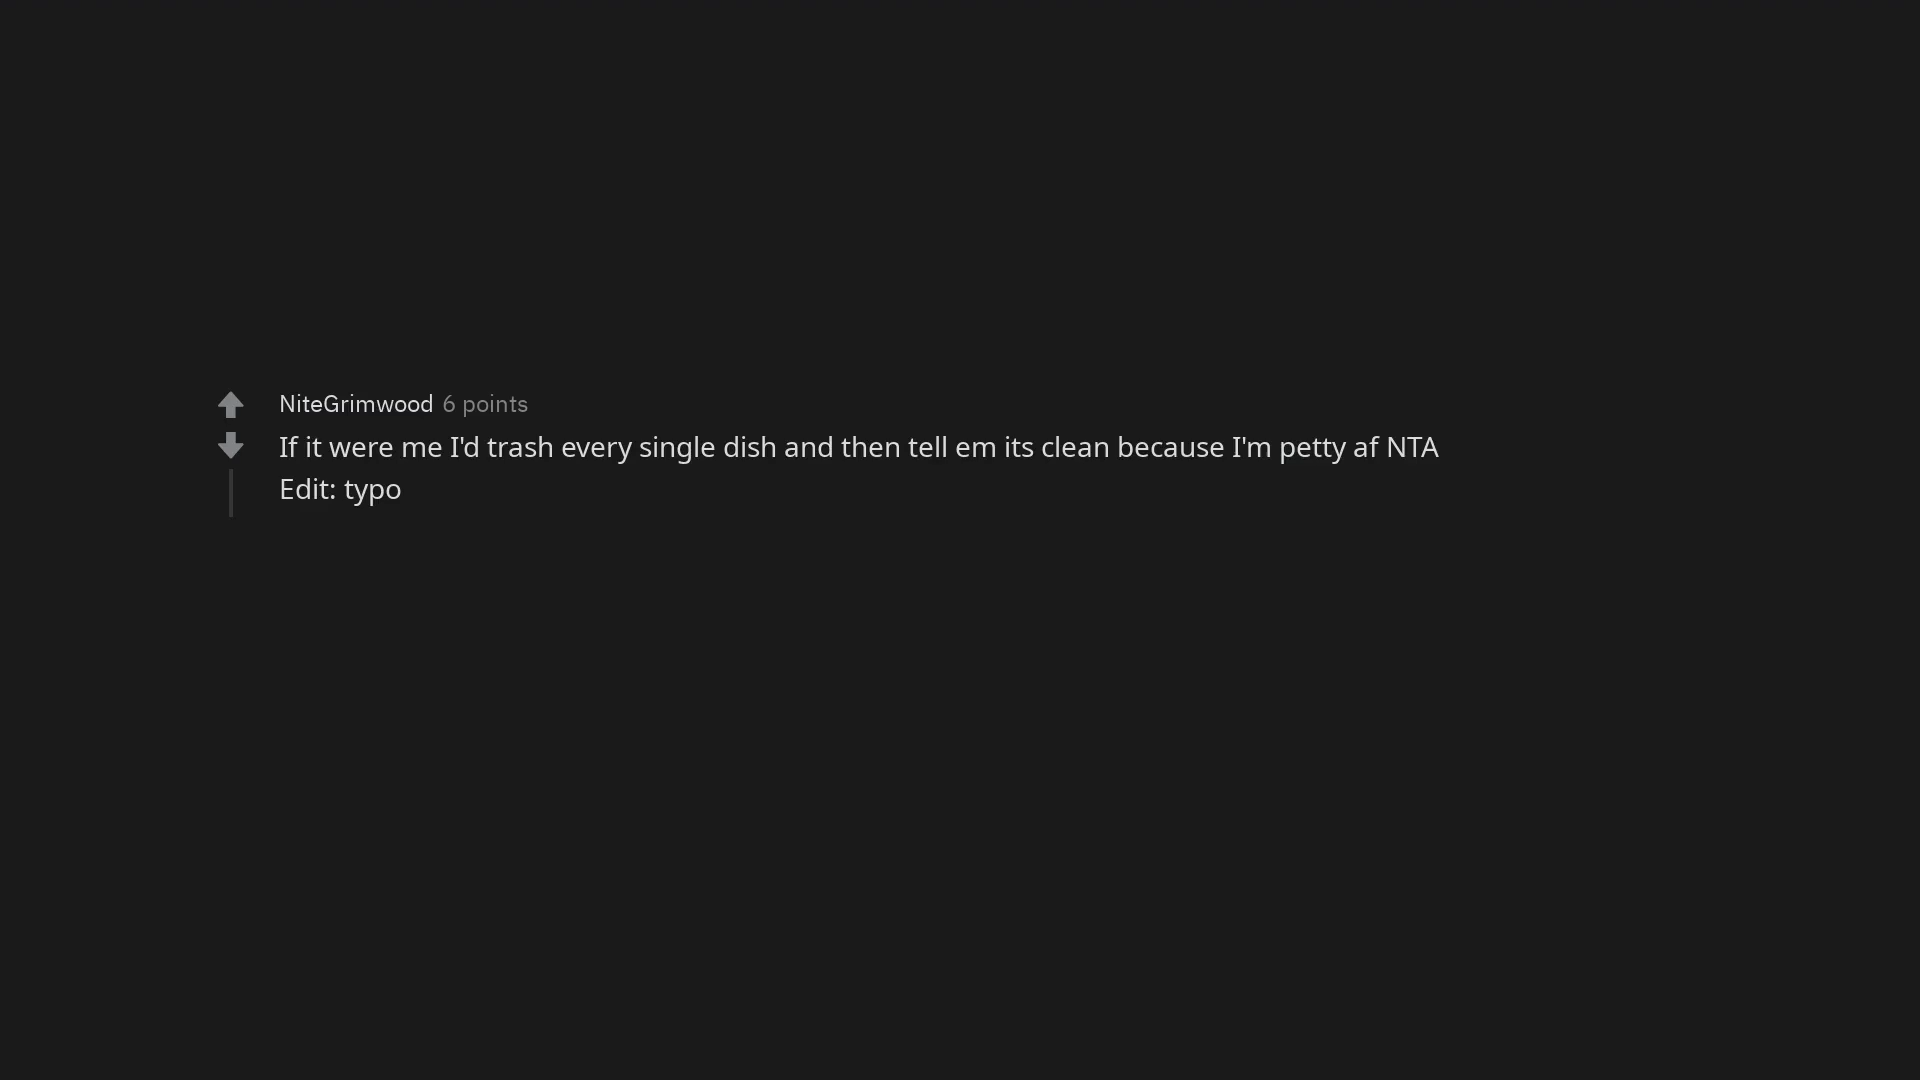 NiteGrimwood 6 points
If it were me I'd trash every single dish and then tell em its clean because I'm petty af NTA
Edit: typo